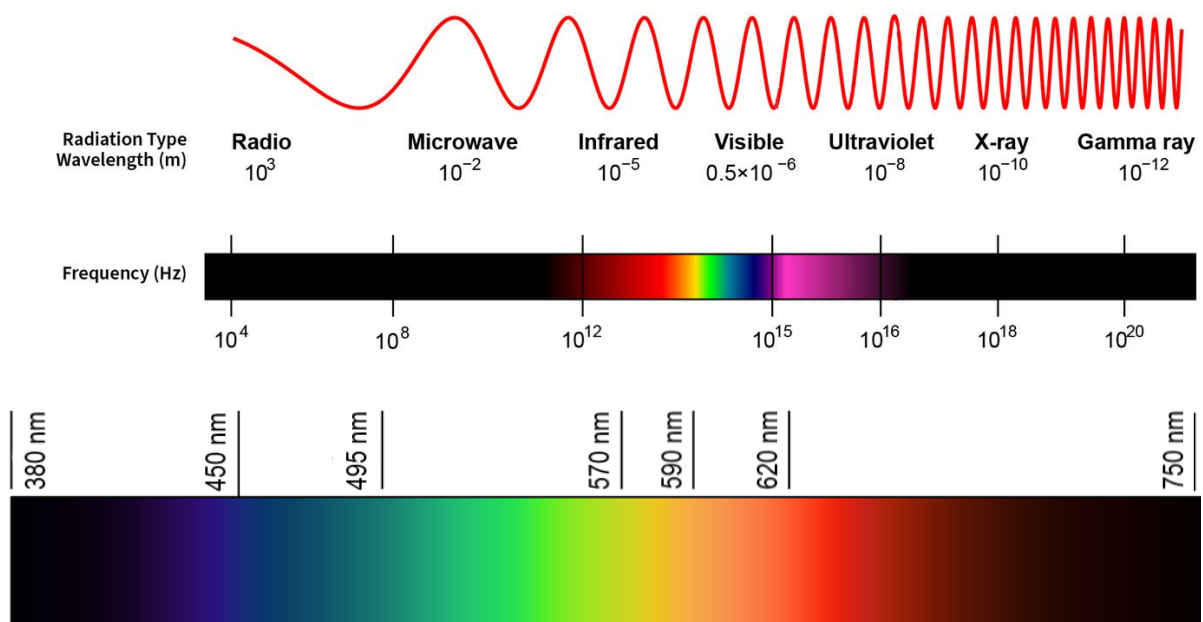 Radiation Type Radio Microwave Infrared Visible Ultraviolet X-ray Gamma ray
Wavelength (m) 10³ 10⁻² 10⁻⁵ 0.5×10⁻⁶ 10⁻⁸ 10⁻¹⁰ 10⁻¹²
Frequency (Hz)
10⁴ 10⁸ 10¹² 10¹⁵ 10¹⁶ 10¹⁸ 10²⁰
380 nm
450 nm
495 nm
570 nm
590 nm
620 nm
750 nm